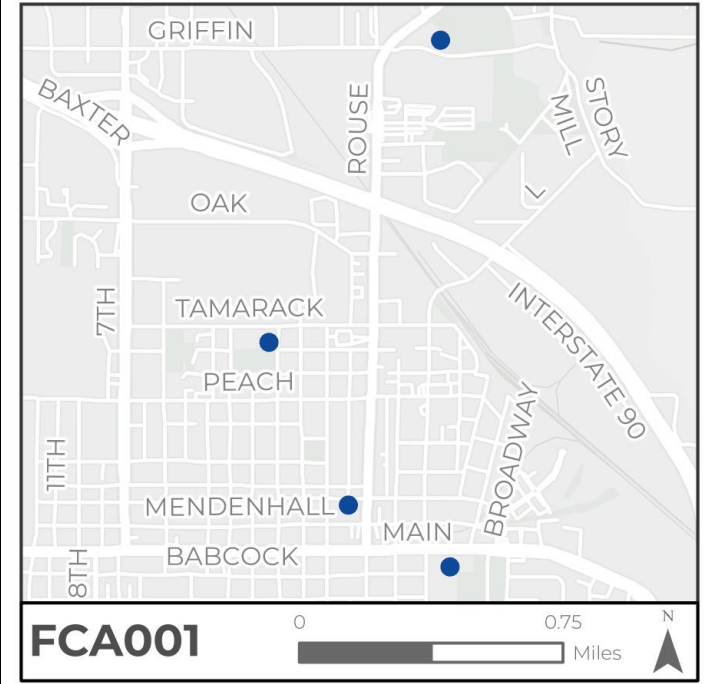 GRIFFIN
BAXTER
ROUSE
STORY
MILL
OAK
L
7TH
TAMARACK
INTERSTATE 90
PEACH
BROADWAY
11TH
MENDENHALL
MAIN
BABCOCK
8TH
FCA001
0 0.75
Miles
N